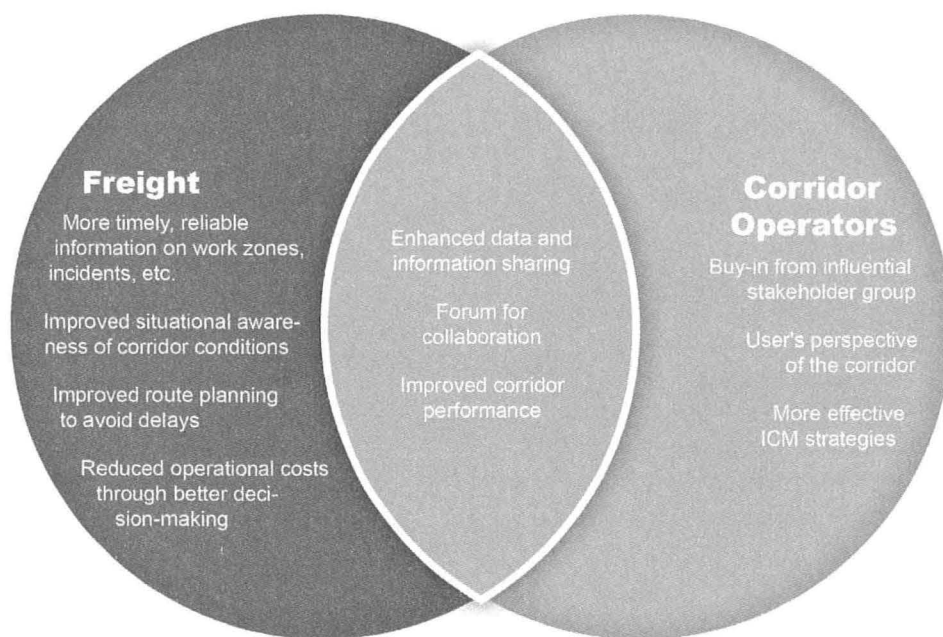 Freight
More timely, reliable
information on work zones,
incidents, etc.
Improved situational aware-
ness of corridor conditions
Improved route planning
to avoid delays
Reduced operational costs
through better deci-
sion-making
Enhanced data and
information sharing
Forum for
collaboration
Improved corridor
performance
Corridor
Operators
Buy-in from influential
stakeholder group
User's perspective
of the corridor
More effective
ICM strategies